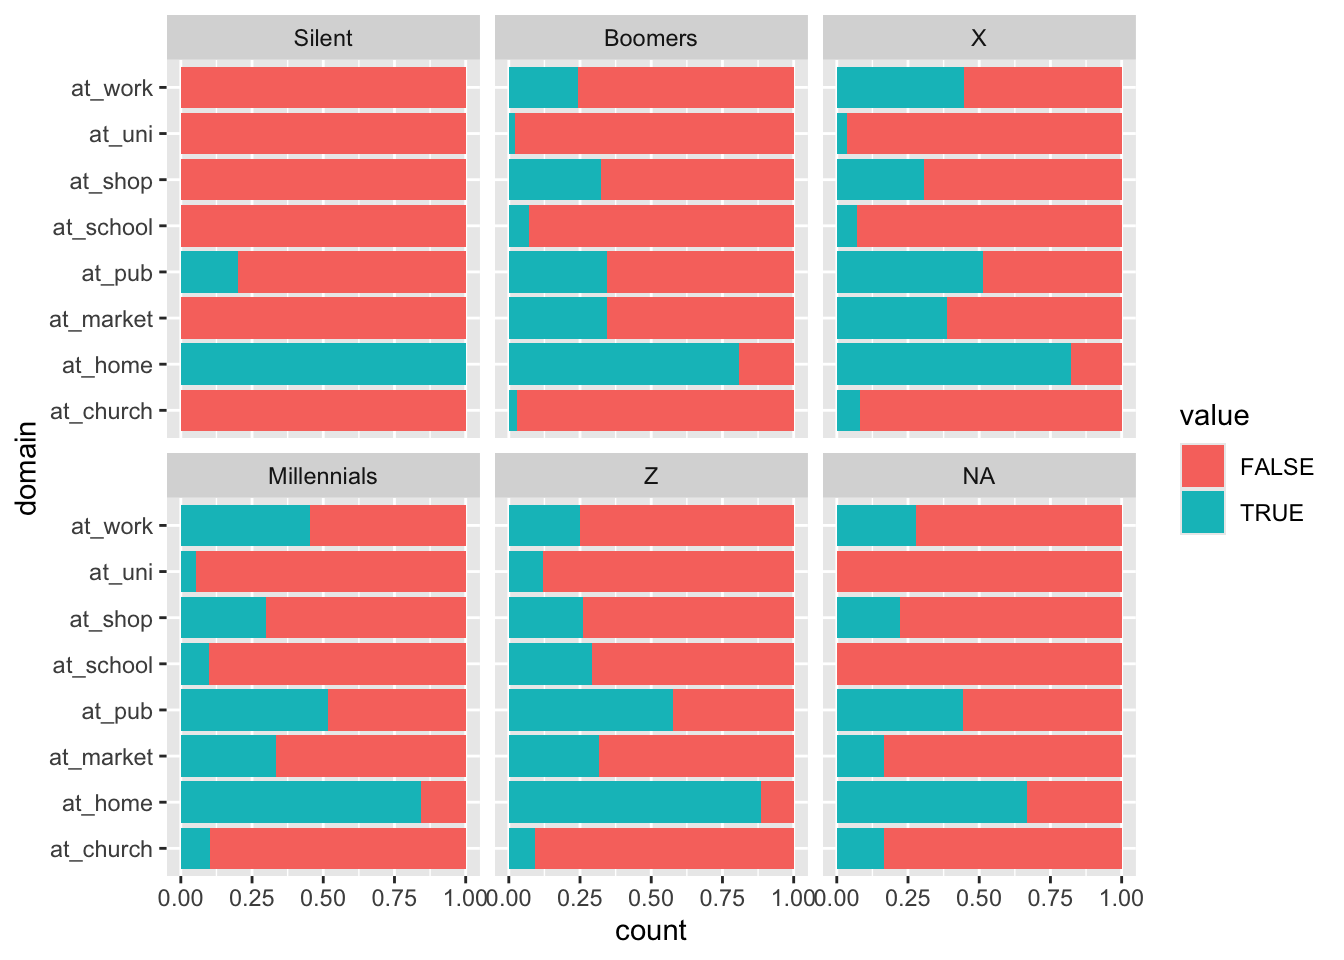 Silent
Boomers
X
at_work
at_uni
at_shop
at_school
at_pub
at_market
at_home
at_church
domain
Millennials
Z
NA
at_work
at_uni
at_shop
at_school
at_pub
at_market
at_home
at_church
0.00 0.25 0.50 0.75 1.00
0.00 0.25 0.50 0.75 1.00
0.00 0.25 0.50 0.75 1.00
count
value
FALSE
TRUE